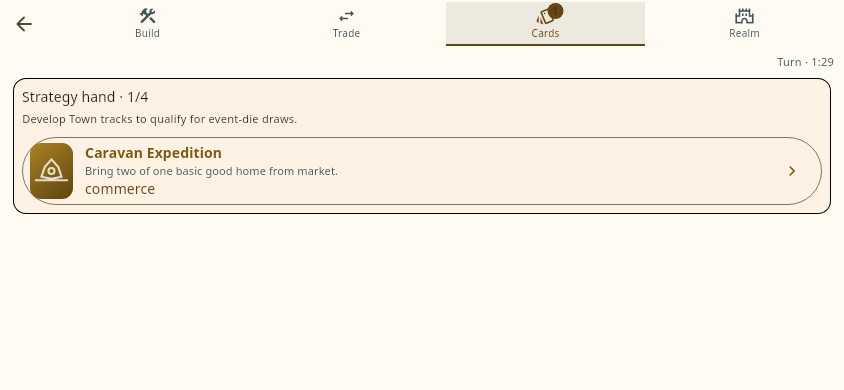 Build
Trade
1
Cards
Realm
Turn · 1:29
Strategy hand · 1/4
Develop Town tracks to qualify for event-die draws.
Caravan Expedition
Bring two of one basic good home from market.
commerce